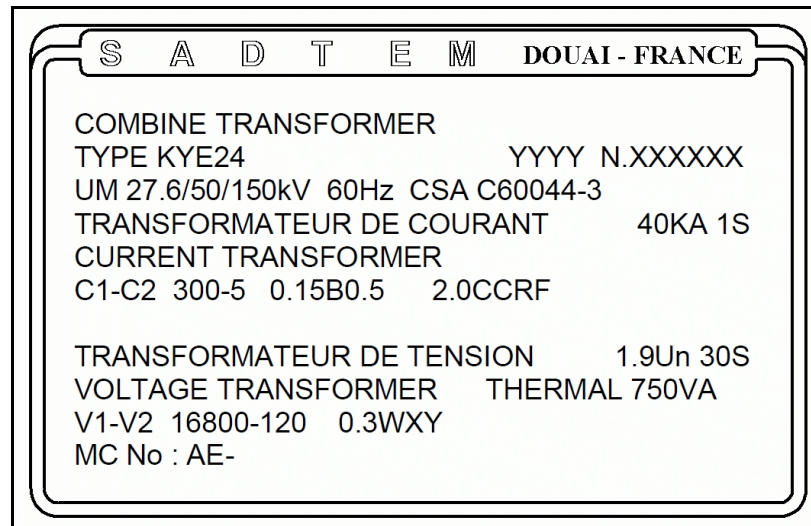 S A D T E M DOUAI - FRANCE
COMBINE TRANSFORMER
TYPE KYE24 YYYY N.XXXXXX
UM 27.6/50/150kV 60Hz CSA C60044-3
TRANSFORMATEUR DE COURANT 40KA 1S
CURRENT TRANSFORMER
C1-C2 300-5 0.15B0.5 2.0CCRF
TRANSFORMATEUR DE TENSION 1.9Un 30S
VOLTAGE TRANSFORMER THERMAL 750VA
V1-V2 16800-120 0.3WXY
MC No : AE-